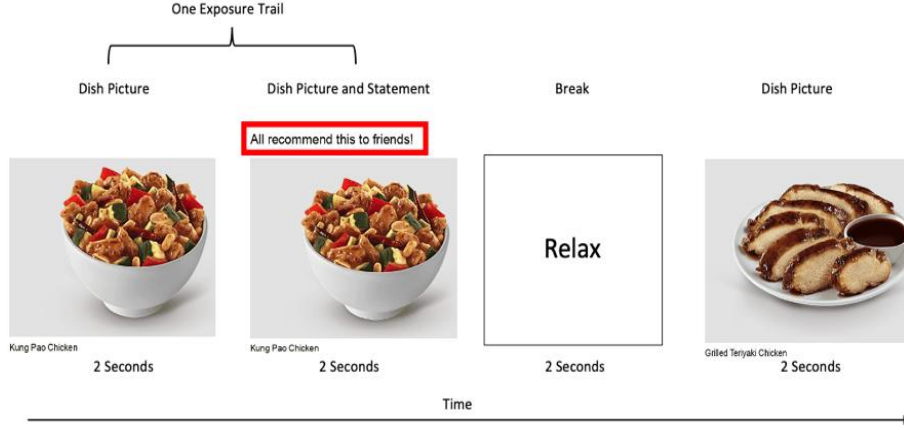 One Exposure Trail
Dish Picture
Dish Picture and Statement
Break
Dish Picture
All recommend this to friends!
Relax
Kung Pao Chicken
Kung Pao Chicken
Grilled Teriyaki Chicken
2 Seconds
2 Seconds
2 Seconds
2 Seconds
Time